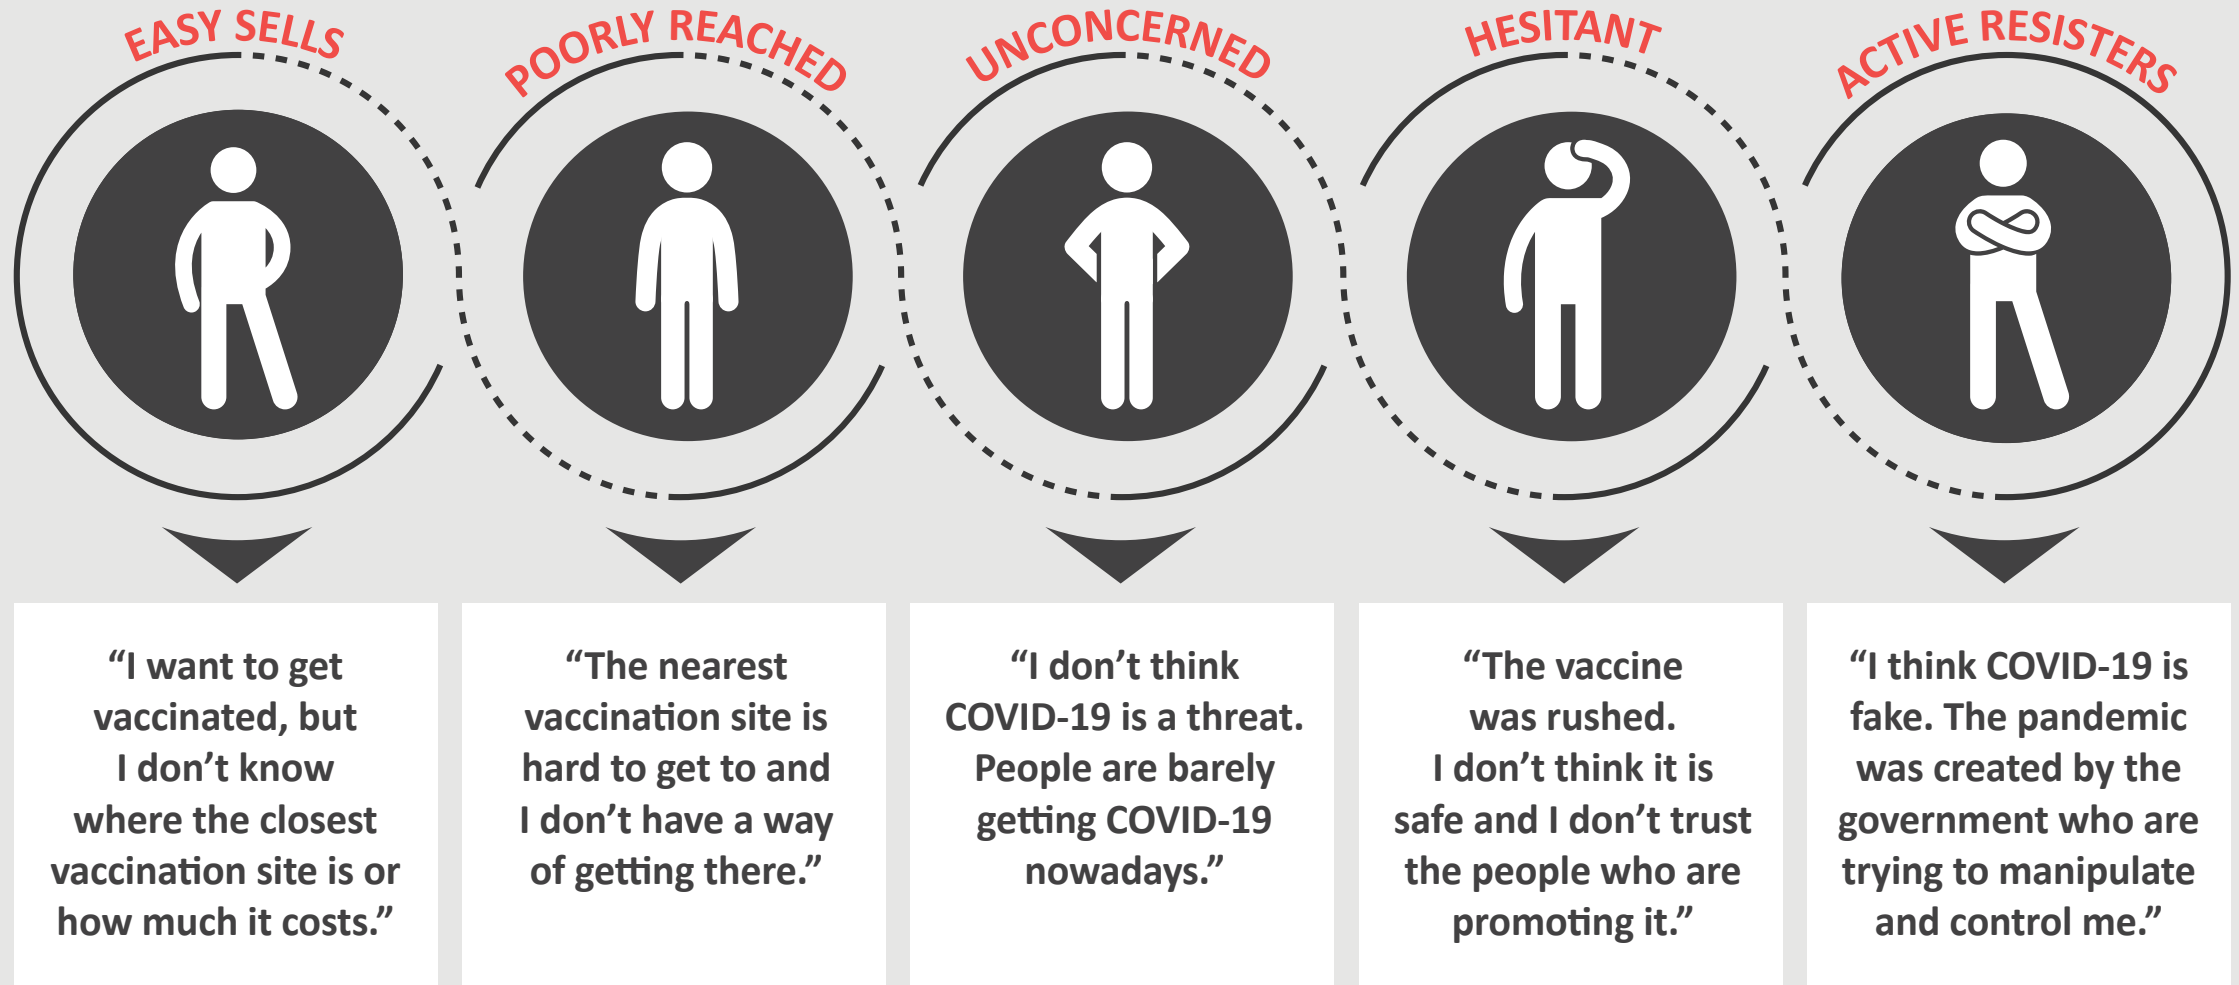 EASY SELLS
POORLY REACHED
UNCONCERNED
HESITANT
ACTIVE RESISTERS
“I want to get
vaccinated, but
I don’t know
where the closest
vaccination site is or
how much it costs.”
“The nearest
vaccination site is
hard to get to and
I don’t have a way
of getting there.”
“I don’t think
COVID-19 is a threat.
People are barely
getting COVID-19
nowadays.”
“The vaccine
was rushed.
I don’t think it is
safe and I don’t trust
the people who are
promoting it.”
“I think COVID-19 is
fake. The pandemic
was created by the
government who are
trying to manipulate
and control me.”